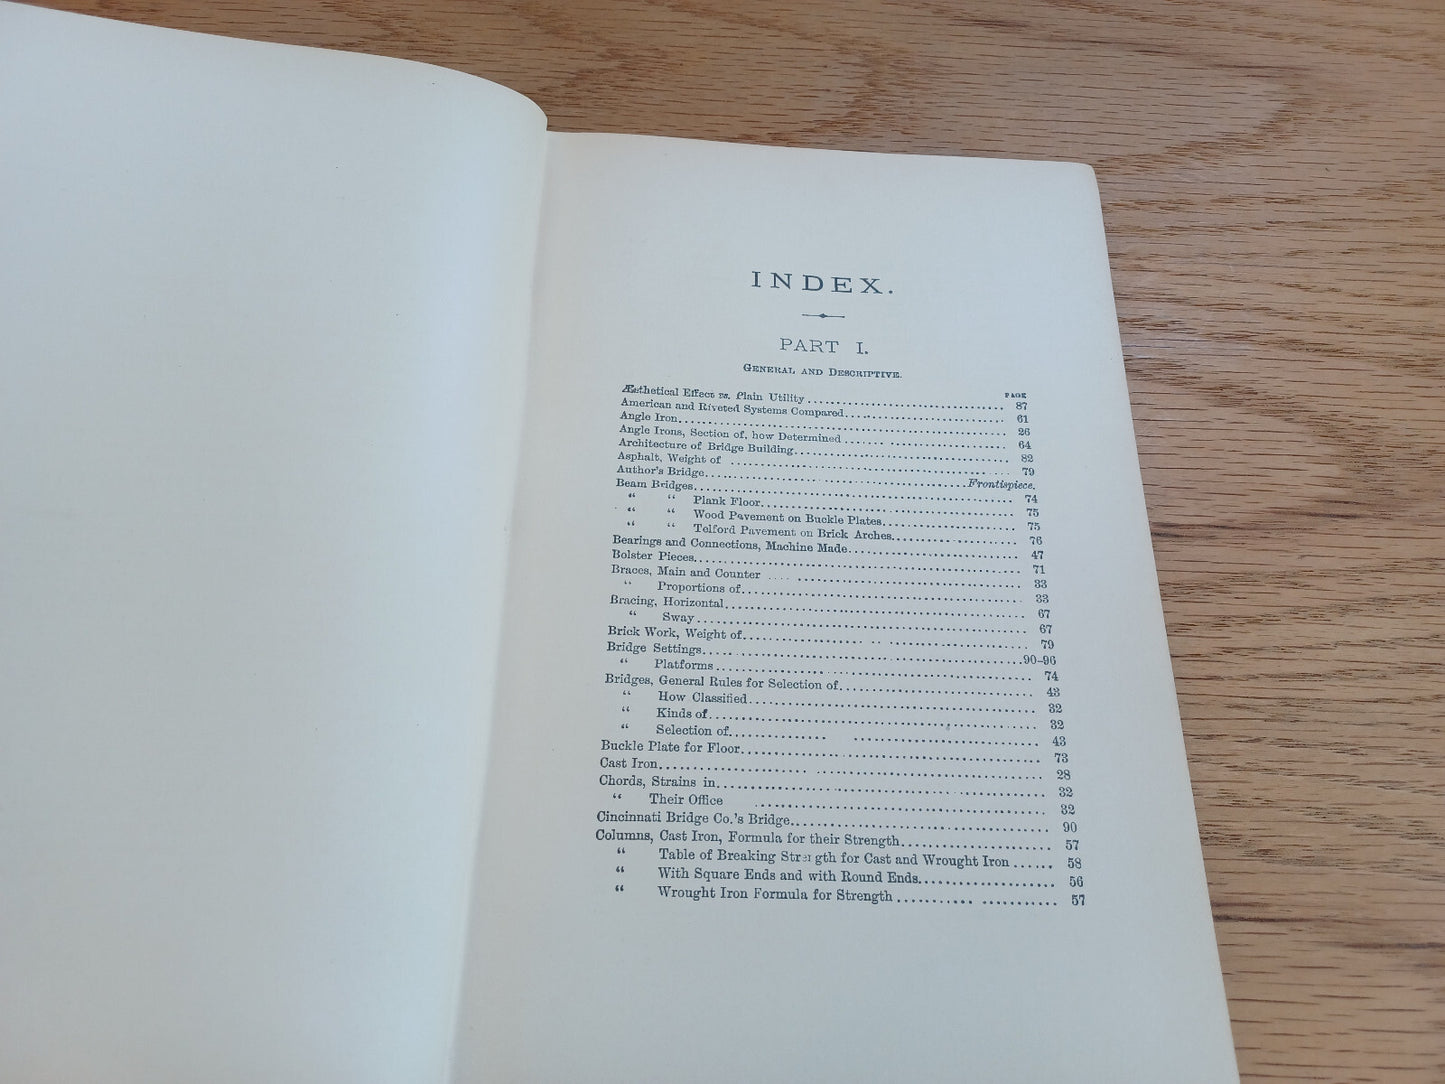 INDEX.
PART I.
GENERAL AND DESCRIPTIVE.
PAGE
Æsthetical Effect vs. Plain Utility 87
American and Riveted Systems Compared 61
Angle Iron 26
Angle Irons, Section of, how Determined 64
Architecture of Bridge Building 82
Asphalt, Weight of 79
Author's Bridge Frontispiece.
Beam Bridges 74
“ “ Plank Floor 75
“ “ Wood Pavement on Buckle Plates 75
“ “ Telford Pavement on Brick Arches 76
Bearings and Connections, Machine Made 47
Bolster Pieces 71
Braces, Main and Counter 33
“ Proportions of 33
Bracing, Horizontal 67
“ Sway 67
Brick Work, Weight of 79
Bridge Settings 90-96
“ Platforms 74
Bridges, General Rules for Selection of 43
“ How Classified 32
“ Kinds of 32
“ Selection of 43
Buckle Plate for Floor 73
Cast Iron 28
Chords, Strains in 32
“ Their Office 32
Cincinnati Bridge Co.'s Bridge 90
Columns, Cast Iron, Formula for their Strength 57
“ Table of Breaking Strength for Cast and Wrought Iron 58
“ With Square Ends and with Round Ends 56
“ Wrought Iron Formula for Strength 57